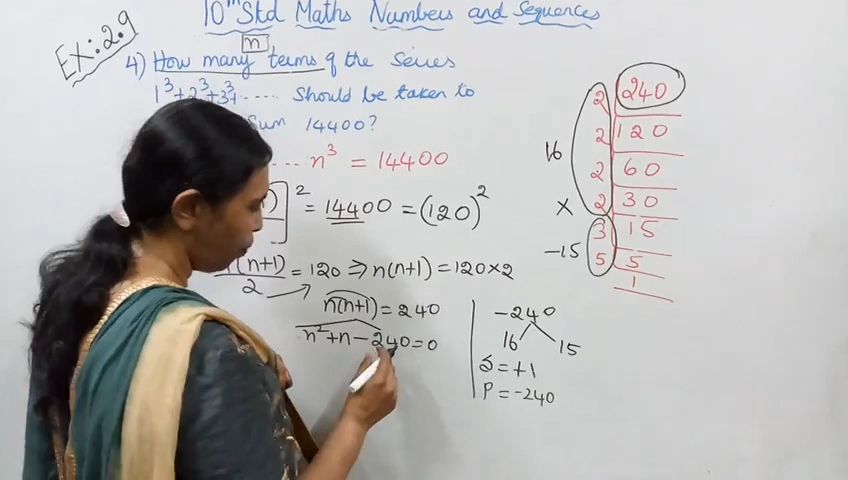 10th Std Maths Numbers and Sequences
EX: 2.9
n
4) How many terms of the series
1³+2³+3³+ ...... Should be taken to
Sum 14400?
..... n³ = 14400
)]² = 14400 = (120)²
(n+1)/2 = 120 ⇒ n(n+1) = 120×2
n(n+1) = 240
n²+n-240=0
-240
16 15
S = +1
P = -240
2 240
2 120
2 60
2 30
3 15
5 5
1
16
×
-15